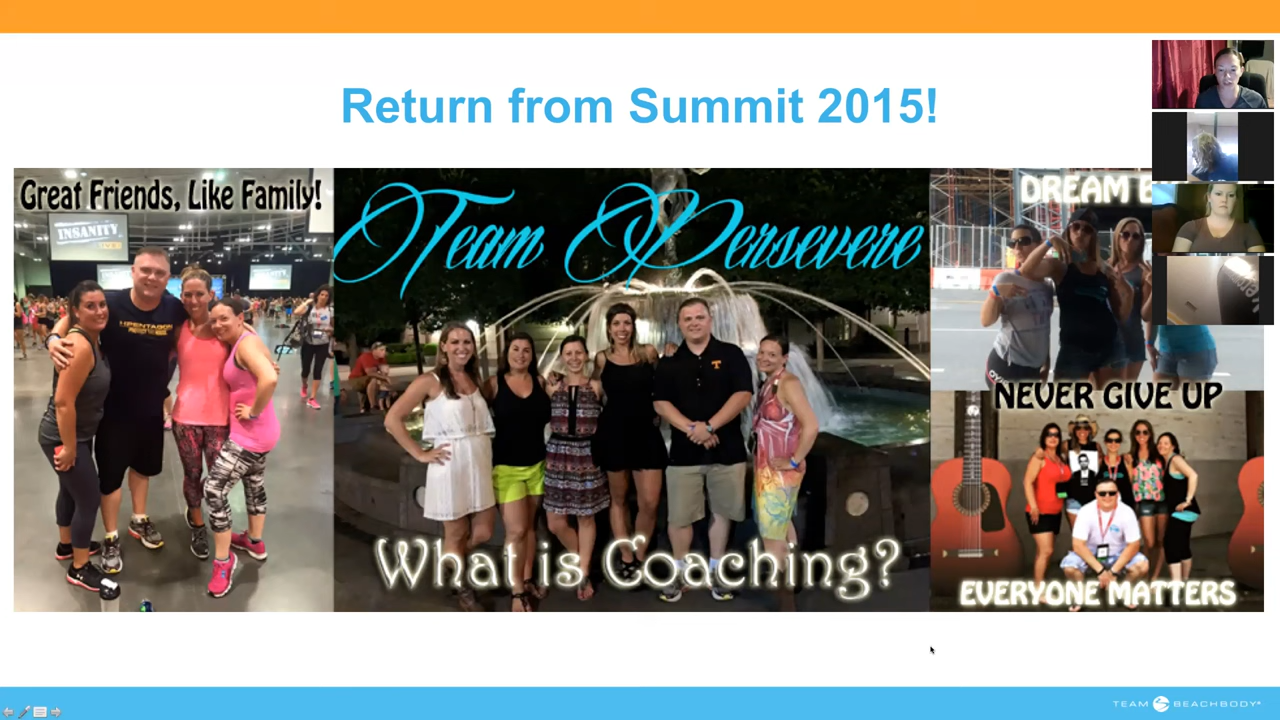 Return from Summit 2015!
Great Friends, Like Family!
INSANITY
Team Persevere
DREAM B
What is Coaching?
NEVER GIVE UP
EVERYONE MATTERS
TEAM BEACHBODY